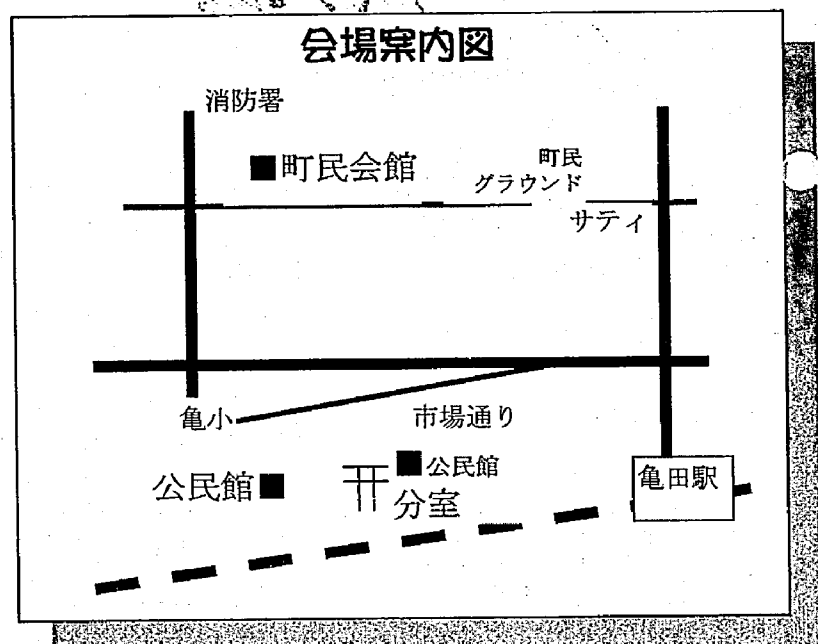 会場案内図
消防署
■町民会館
町民
グラウンド
サティ
亀小
市場通り
公民館■
■公民館
分室
亀田駅